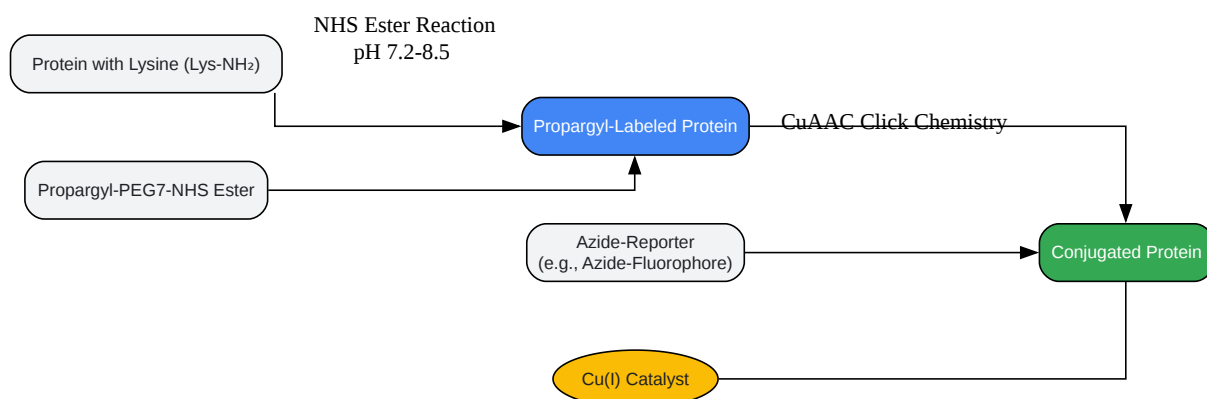 NHS Ester Reaction
pH 7.2-8.5
Protein with Lysine (Lys-NH₂)
Propargyl-Labeled Protein
CuAAC Click Chemistry
Propargyl-PEG7-NHS Ester
Azide-Reporter
(e.g., Azide-Fluorophore)
Conjugated Protein
Cu(I) Catalyst